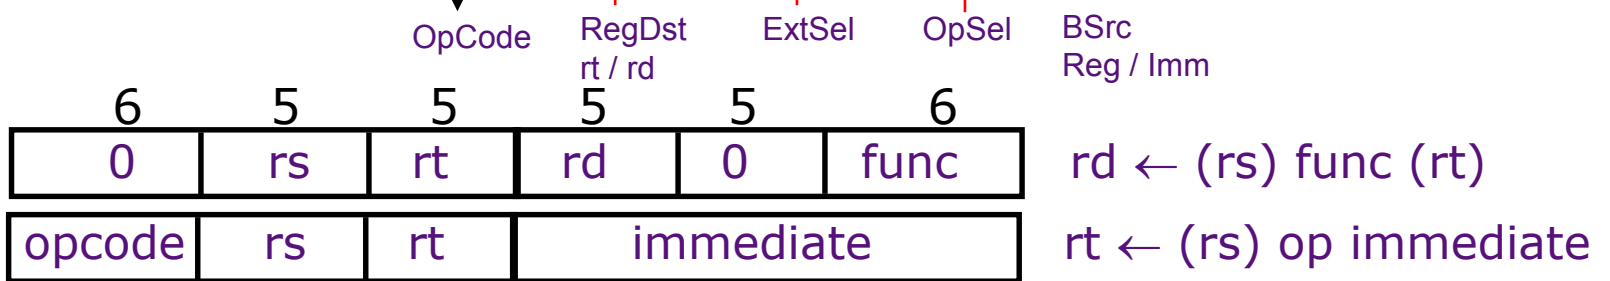 OpCode RegDst ExtSel OpSel BSrc
rt / rd Reg / Imm
6 5 5 5 5 6
0 rs rt rd 0 func rd ← (rs) func (rt)
opcode rs rt immediate rt ← (rs) op immediate